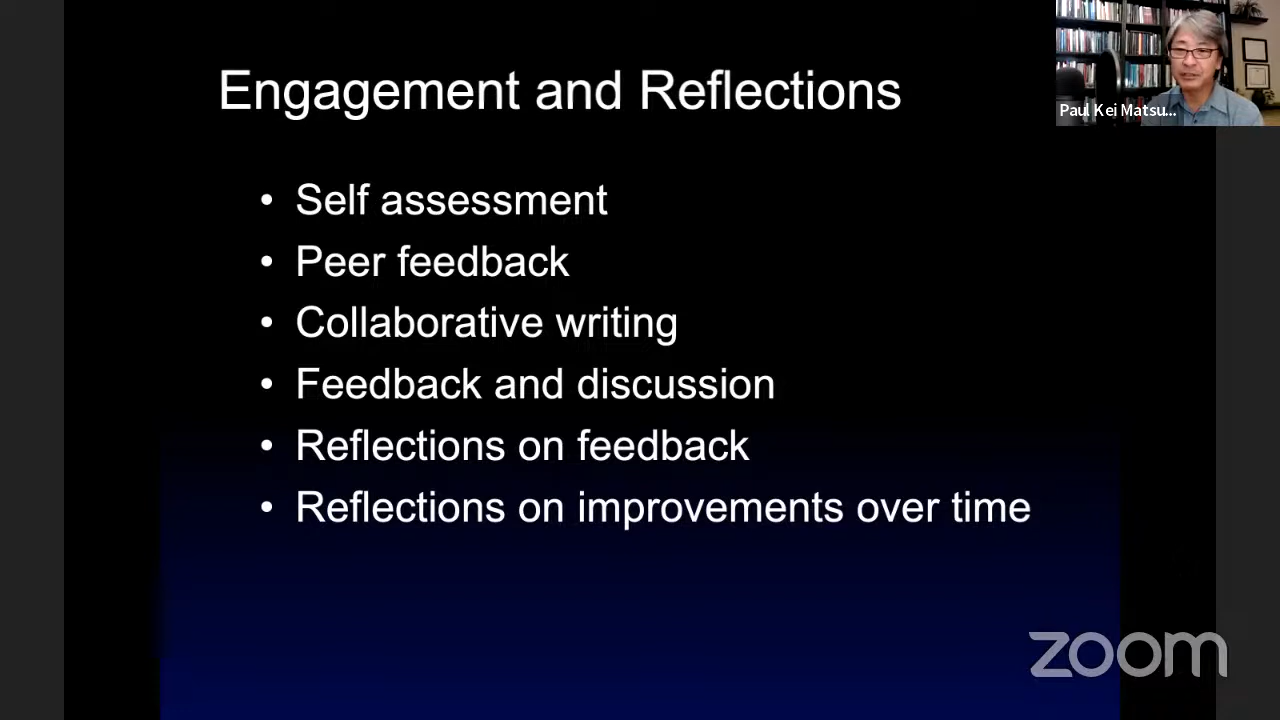 Engagement and Reflections
Paul Kei Matsu...
• Self assessment
• Peer feedback
• Collaborative writing
• Feedback and discussion
• Reflections on feedback
• Reflections on improvements over time
zoom